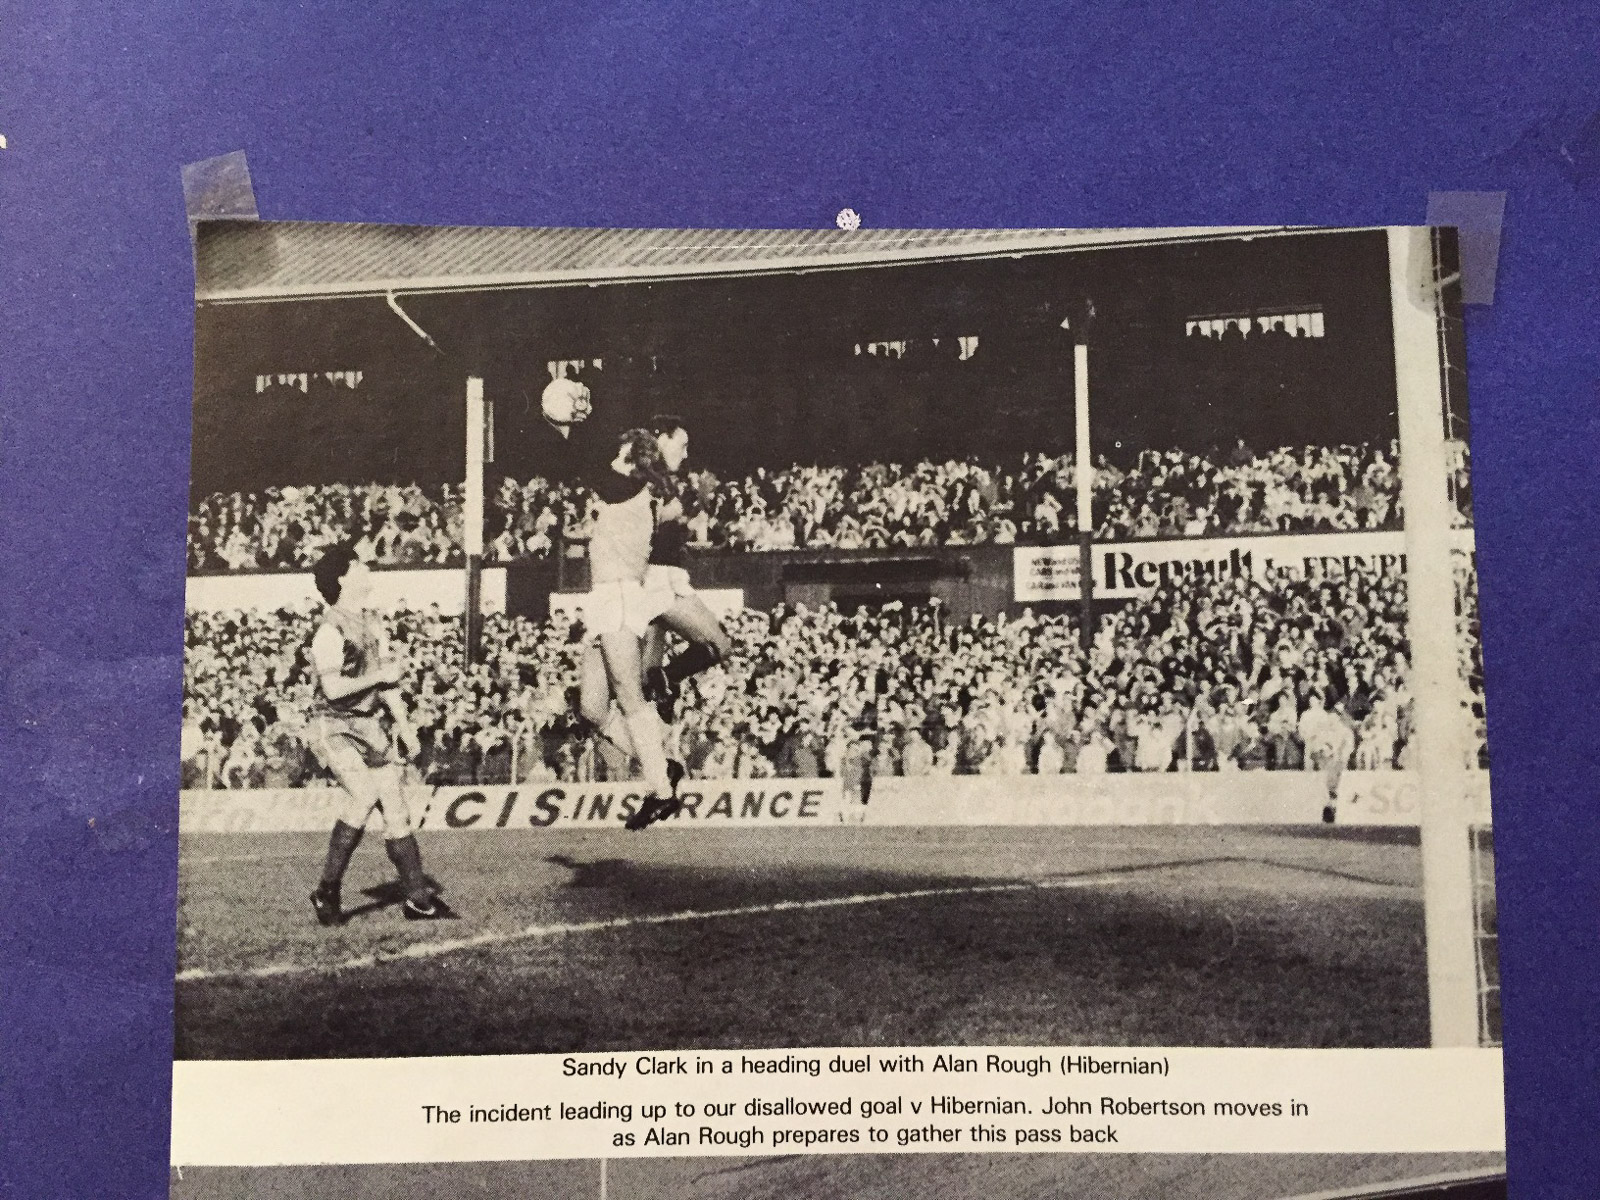 Renault
CIS INSURANCE
SC
Sandy Clark in a heading duel with Alan Rough (Hibernian)
The incident leading up to our disallowed goal v Hibernian. John Robertson moves in
as Alan Rough prepares to gather this pass back